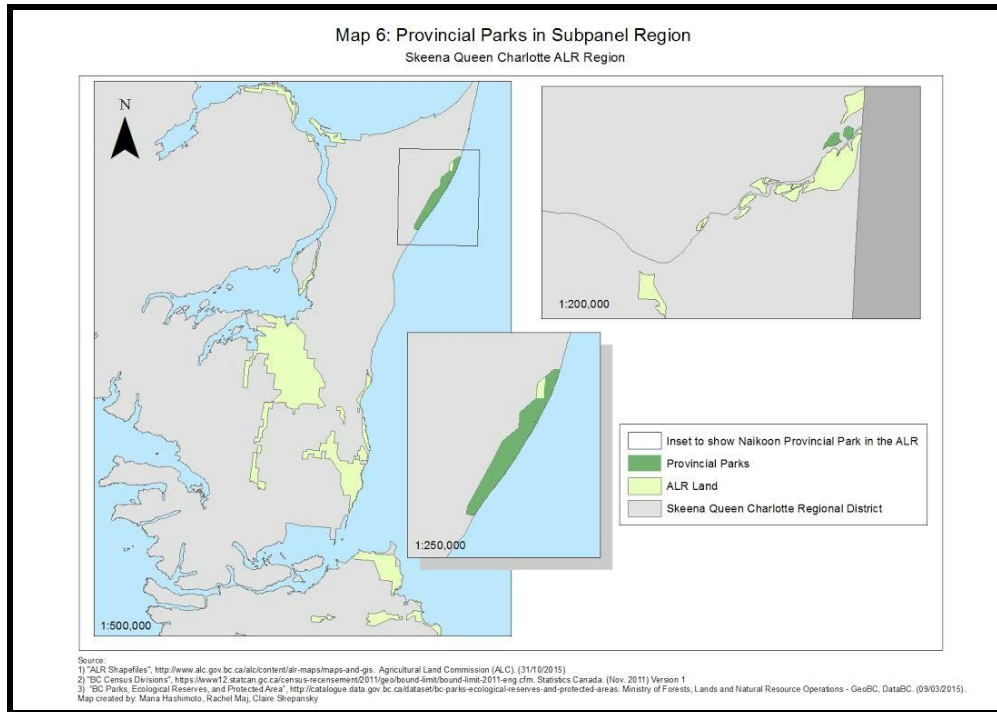 Map 6: Provincial Parks in Subpanel Region
Skeena Queen Charlotte ALR Region
N
1:200,000
1:250,000
1:500,000
Inset to show Naikoon Provincial Park in the ALR
Provincial Parks
ALR Land
Skeena Queen Charlotte Regional District
Source:
1) "ALR Shapefiles", http://www.alc.gov.bc.ca/alc/content/alr-maps/maps-and-gis. Agricultural Land Commission (ALC). (31/10/2015)
2) "BC Census Divisions", https://www12.statcan.gc.ca/census-recensement/2011/geo/bound-limit/bound-limit-2011-eng.cfm. Statistics Canada. (Nov. 2011) Version 1
3) "BC Parks, Ecological Reserves, and Protected Area", http://catalogue.data.gov.bc.ca/dataset/bc-parks-ecological-reserves-and-protected-areas. Ministry of Forests, Lands and Natural Resource Operations - GeoBC, DataBC. (09/03/2015).
Map created by: Mana Hashimoto, Rachel Maj, Claire Shepansky